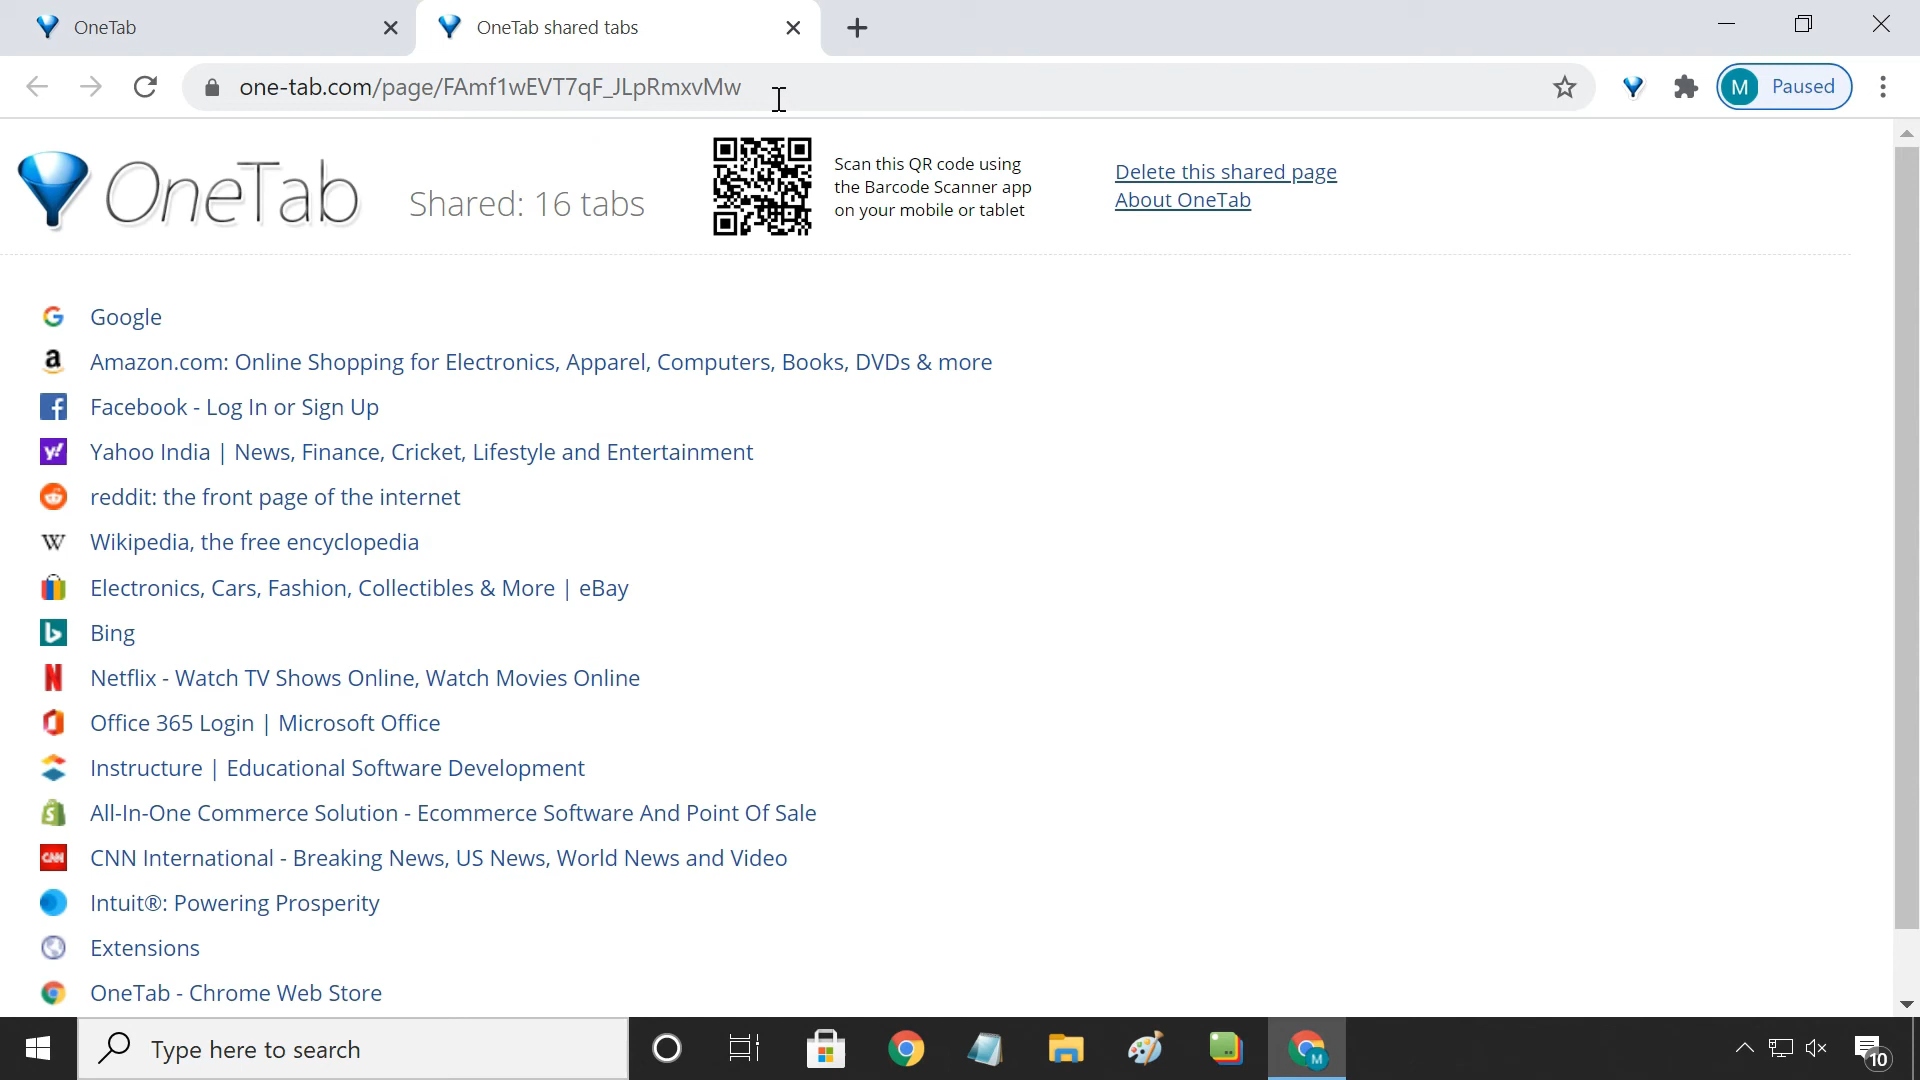 OneTab
OneTab shared tabs
one-tab.com/page/FAmf1wEVT7qF_JLpRmxvMw
M
Paused
OneTab
Shared: 16 tabs
Scan this QR code using
the Barcode Scanner app
on your mobile or tablet
Delete this shared page
About OneTab
Google
Amazon.com: Online Shopping for Electronics, Apparel, Computers, Books, DVDs & more
Facebook - Log In or Sign Up
Yahoo India | News, Finance, Cricket, Lifestyle and Entertainment
reddit: the front page of the internet
Wikipedia, the free encyclopedia
Electronics, Cars, Fashion, Collectibles & More | eBay
Bing
Netflix - Watch TV Shows Online, Watch Movies Online
Office 365 Login | Microsoft Office
Instructure | Educational Software Development
All-In-One Commerce Solution - Ecommerce Software And Point Of Sale
CNN International - Breaking News, US News, World News and Video
Intuit®: Powering Prosperity
Extensions
OneTab - Chrome Web Store
Type here to search
M
10